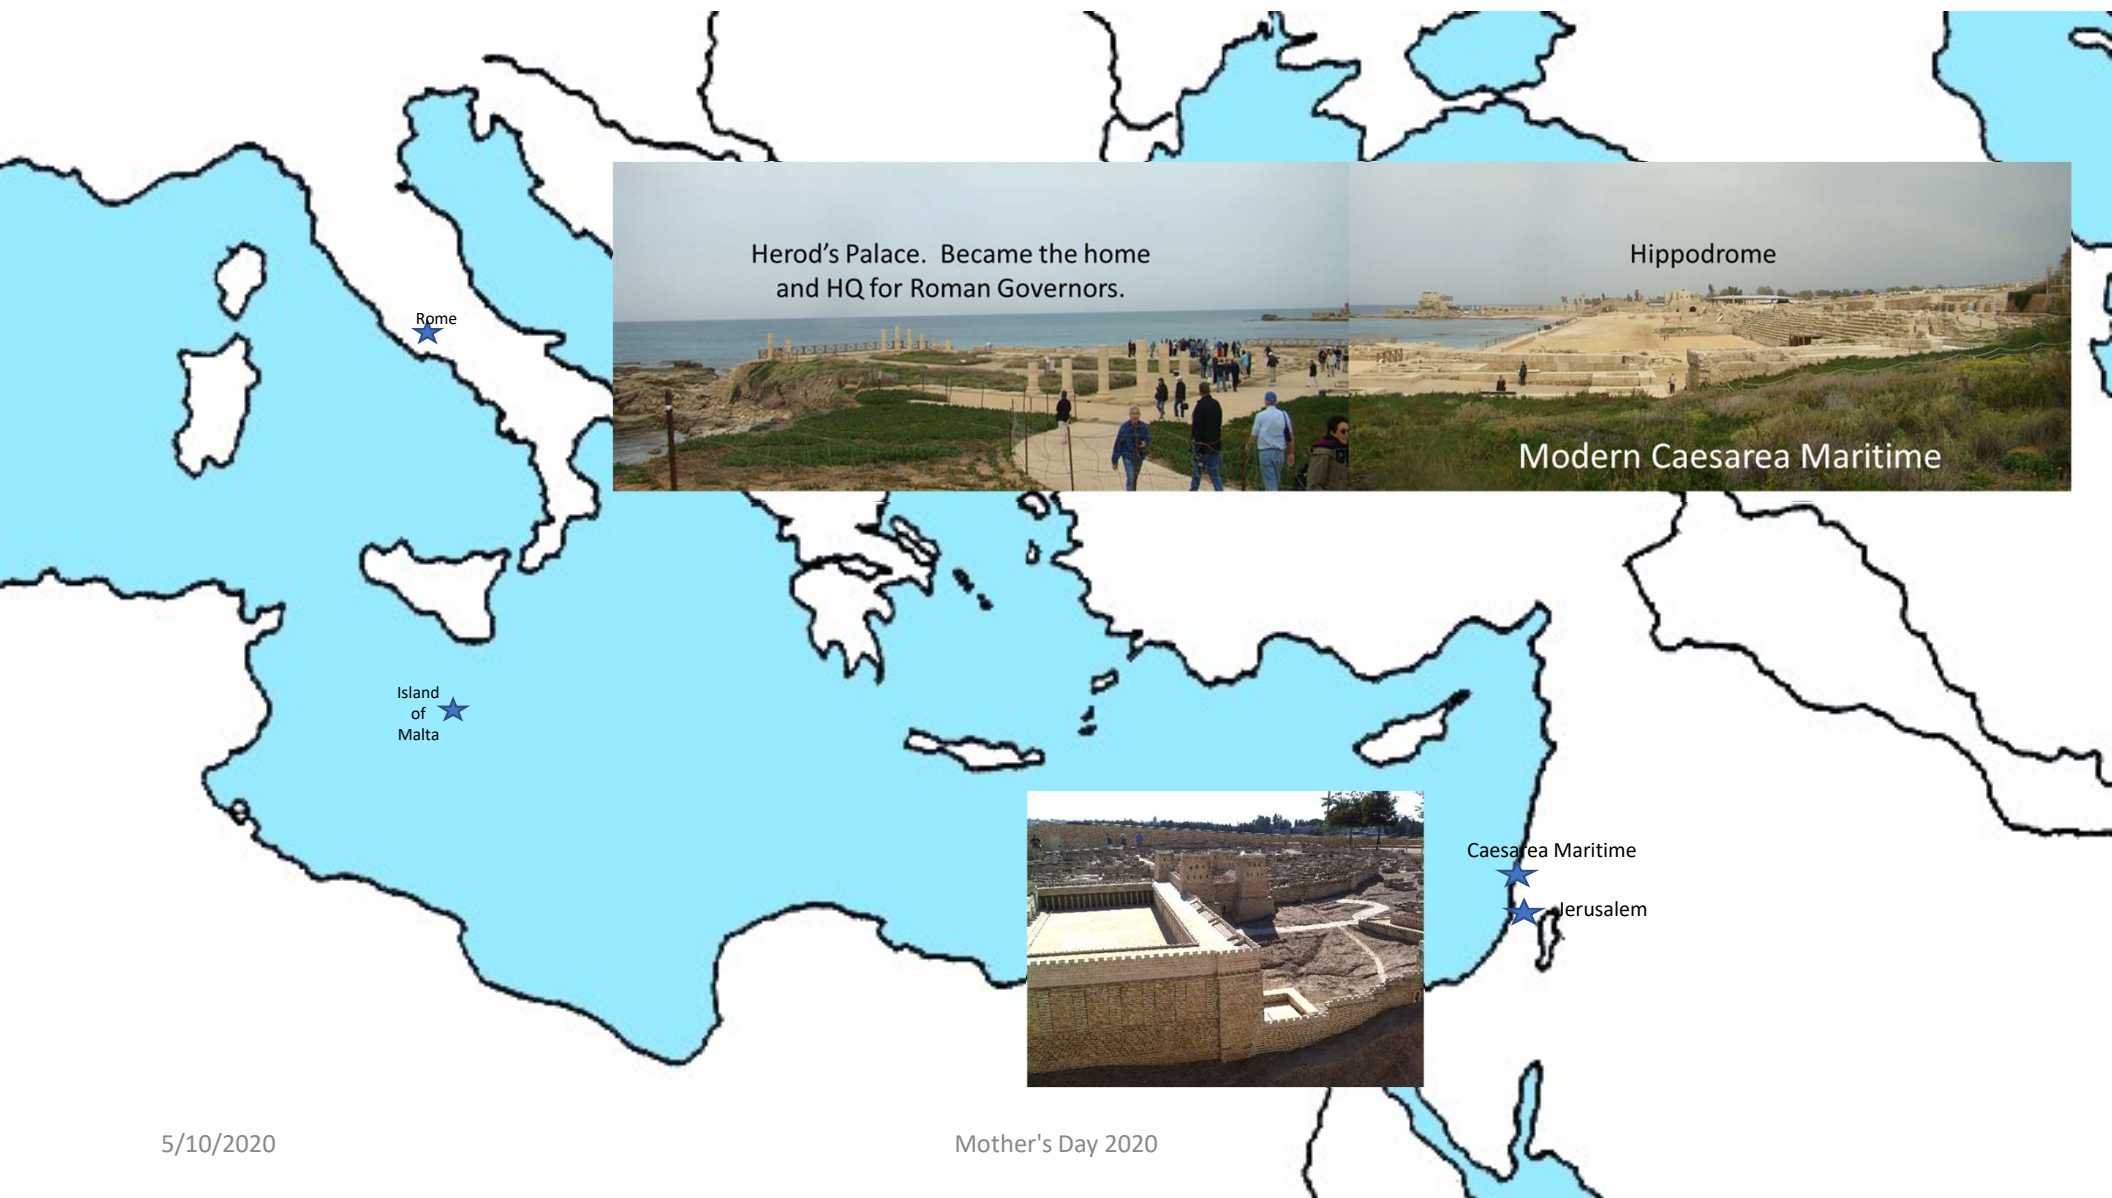 Herod’s Palace.  Became the home
and HQ for Roman Governors.
Hippodrome
Rome
Modern Caesarea Maritime
Island
of
Malta
Caesarea Maritime
Jerusalem
5/10/2020
Mother's Day 2020